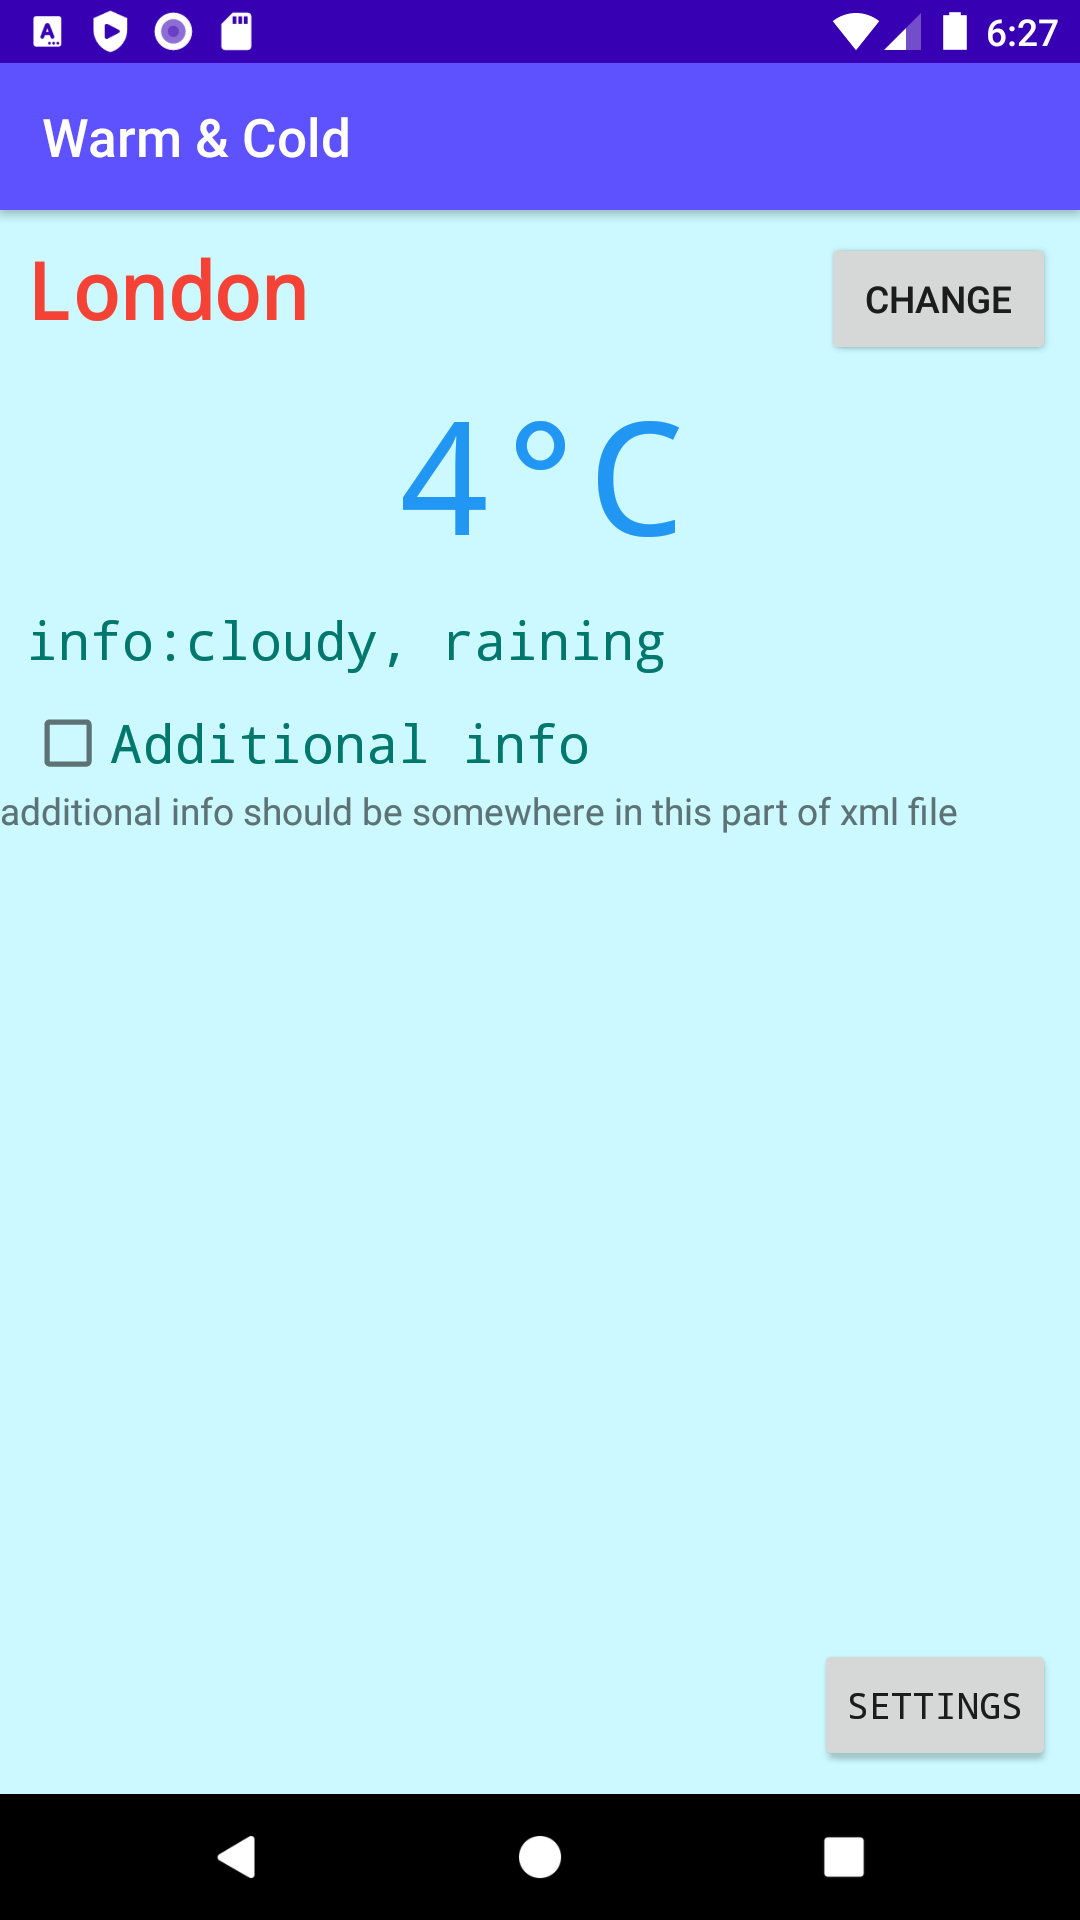 6:27
Warm & Cold
London
CHANGE
4°C
info:cloudy, raining
Additional info
additional info should be somewhere in this part of xml file
SETTINGS